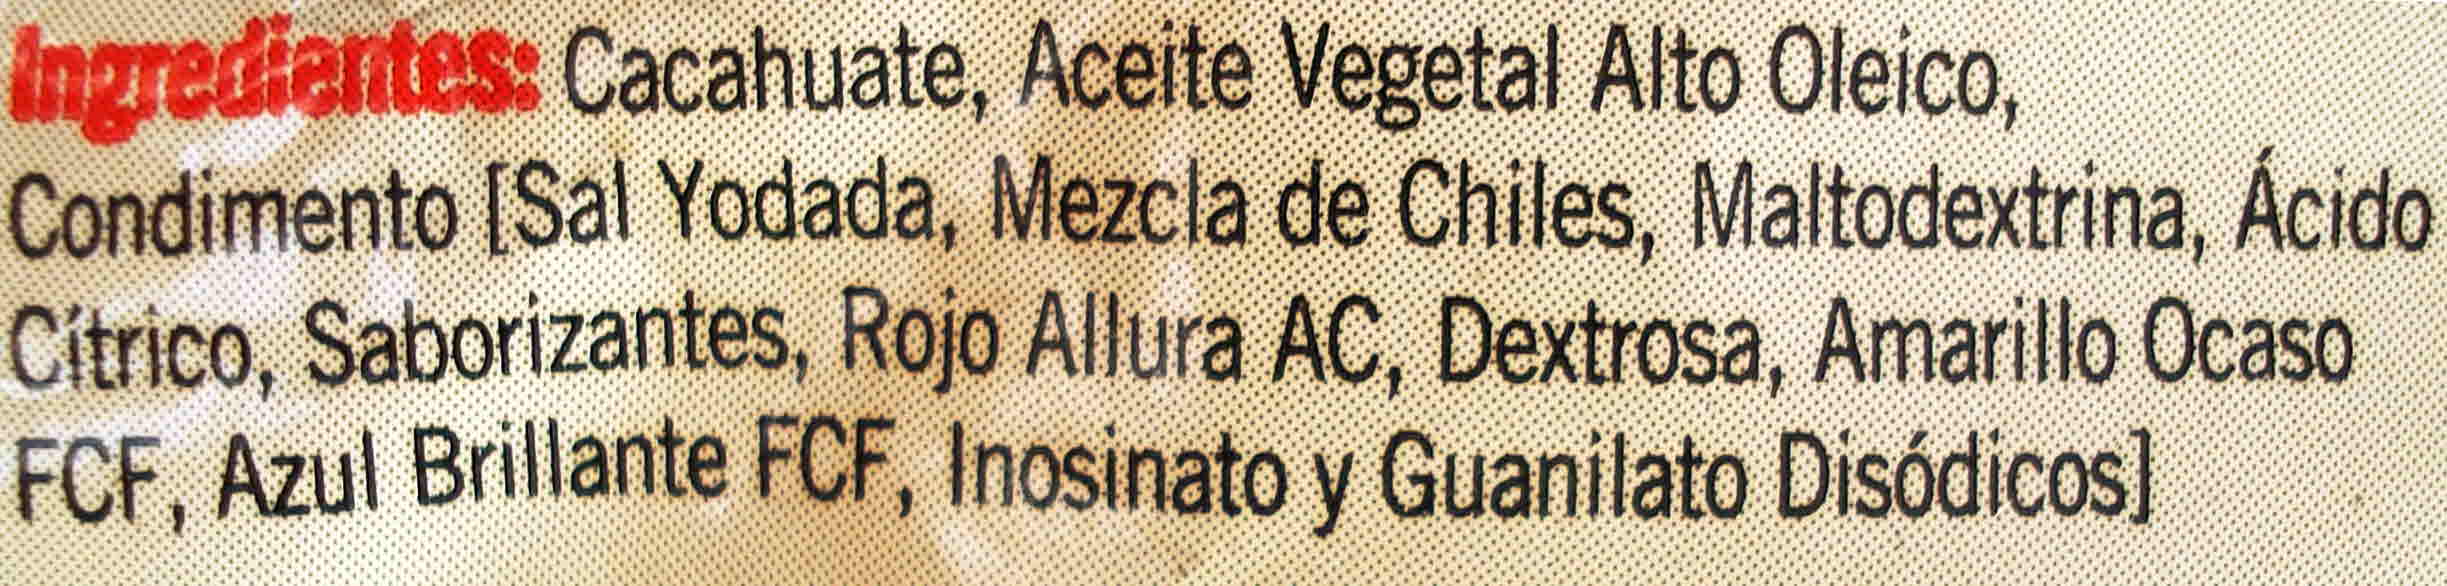 Ingredientes: Cacahuate, Aceite Vegetal Alto Oleico,
Condimento [Sal Yodada, Mezcla de Chiles, Maltodextrina, Ácido
Cítrico, Saborizantes, Rojo Allura AC, Dextrosa, Amarillo Ocaso
FCF, Azul Brillante FCF, Inosinato y Guanilato Disódicos]